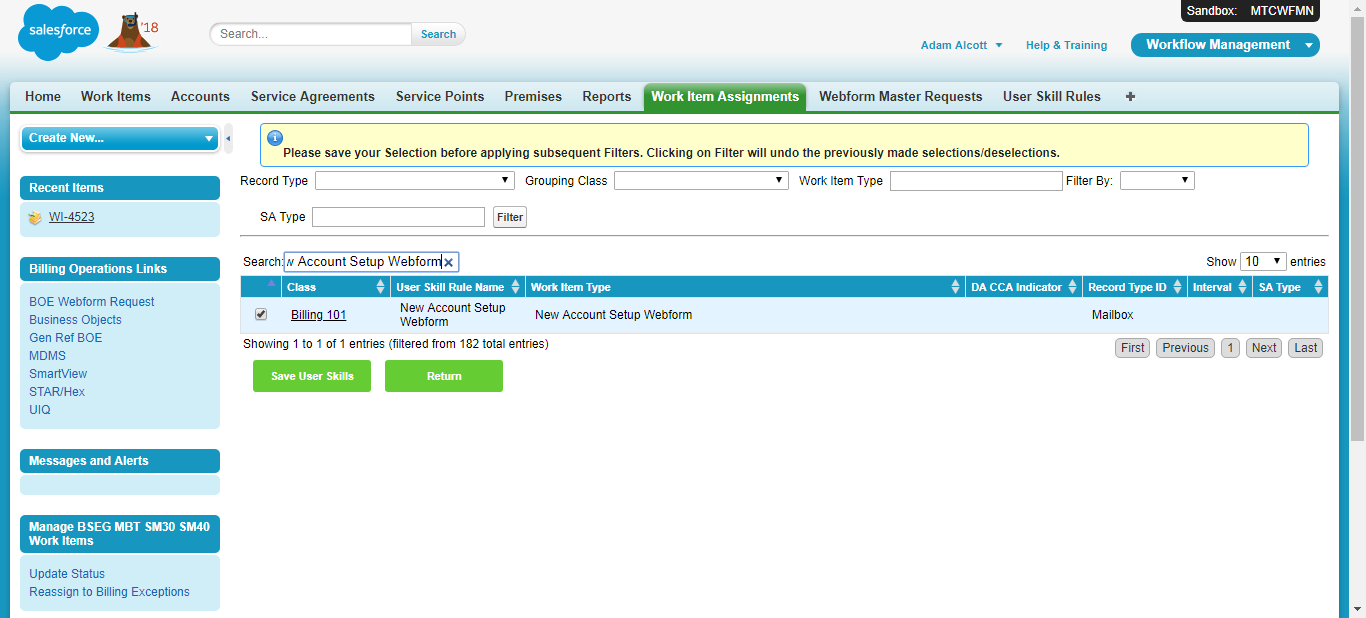 Sandbox: MTCWFMN
salesforce
'18
Search...
Search
Adam Alcott
Help & Training
Workflow Management
Home Work Items Accounts Service Agreements Service Points Premises Reports Work Item Assignments Webform Master Requests User Skill Rules +
Create New...
Please save your Selection before applying subsequent Filters. Clicking on Filter will undo the previously made selections/deselections.
Record Type Grouping Class Work Item Type Filter By:
SA Type Filter
Recent Items
WI-4523
Billing Operations Links
BOE Webform Request
Business Objects
Gen Ref BOE
MDMS
SmartView
STAR/Hex
UIQ
Messages and Alerts
Manage BSEG MBT SM30 SM40
Work Items
Update Status
Reassign to Billing Exceptions
Search: Account Setup Webform
Show 10 entries
Class User Skill Rule Name Work Item Type DA CCA Indicator Record Type ID Interval SA Type
Billing 101 New Account Setup
Webform New Account Setup Webform Mailbox
Showing 1 to 1 of 1 entries (filtered from 182 total entries)
First Previous 1 Next Last
Save User Skills Return